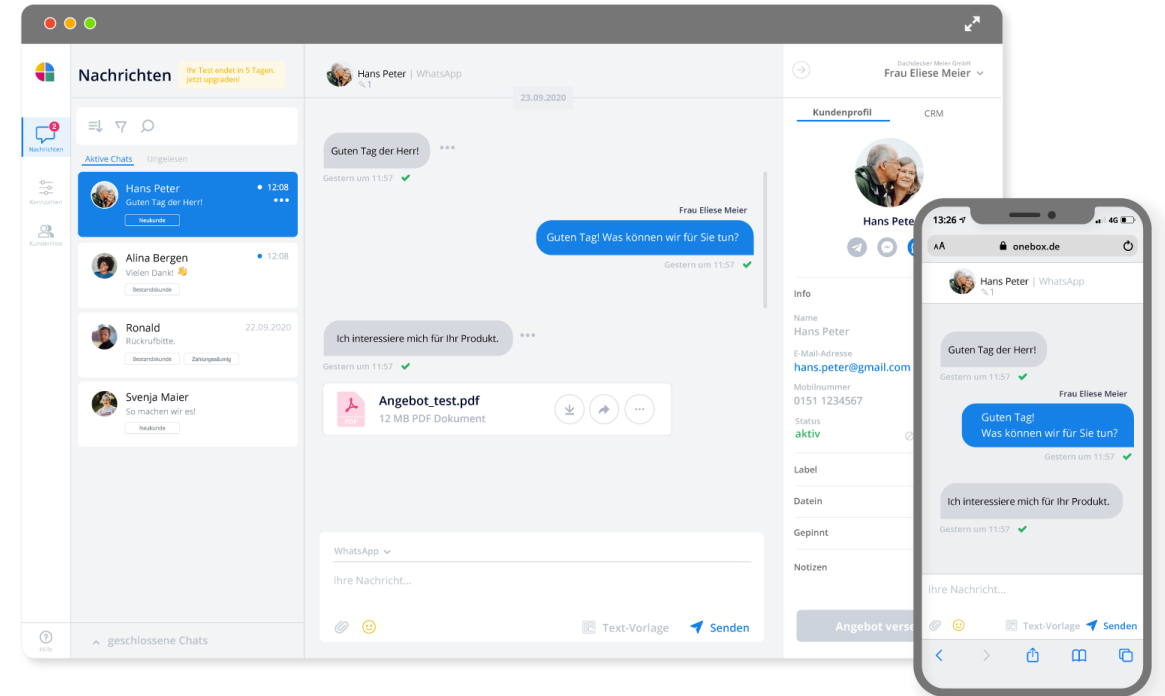 Nachrichten
Ihr Test endet in 5 Tagen.
Jetzt upgraden!
2
Nachrichten
Kennzahlen
Kundenliste
Aktive Chats
Ungelesen
Hans Peter
12:08
Guten Tag der Herr!
Neukunde
Alina Bergen
12:08
Vielen Dank!
Bestandskunde
Ronald
22.09.2020
Rückrufbitte.
Bestandskunde
Zahlungssäumig
Svenja Maier
So machen wir es!
Neukunde
geschlossene Chats
Hilfe
Hans Peter | WhatsApp
1
23.09.2020
Guten Tag der Herr!
Gestern um 11:57
Frau Eliese Meier
Guten Tag! Was können wir für Sie tun?
Gestern um 11:57
Ich interessiere mich für Ihr Produkt.
Gestern um 11:57
PDF
Angebot_test.pdf
12 MB PDF Dokument
WhatsApp
Ihre Nachricht...
Text-Vorlage
Senden
Dachdecker Meier GmbH
Frau Eliese Meier
Kundenprofil
CRM
Hans Pete
Info
Name
Hans Peter
E-Mail-Adresse
hans.peter@gmail.com
Mobilnummer
0151 1234567
Status
aktiv
Label
Datein
Gepinnt
Notizen
Angebot verse
13:26
4G
AA
onebox.de
Hans Peter | WhatsApp
1
Guten Tag der Herr!
Gestern um 11:57
Frau Eliese Meier
Guten Tag!
Was können wir für Sie tun?
Gestern um 11:57
Ich interessiere mich für Ihr Produkt.
Gestern um 11:57
Ihre Nachricht...
Text-Vorlage
Senden